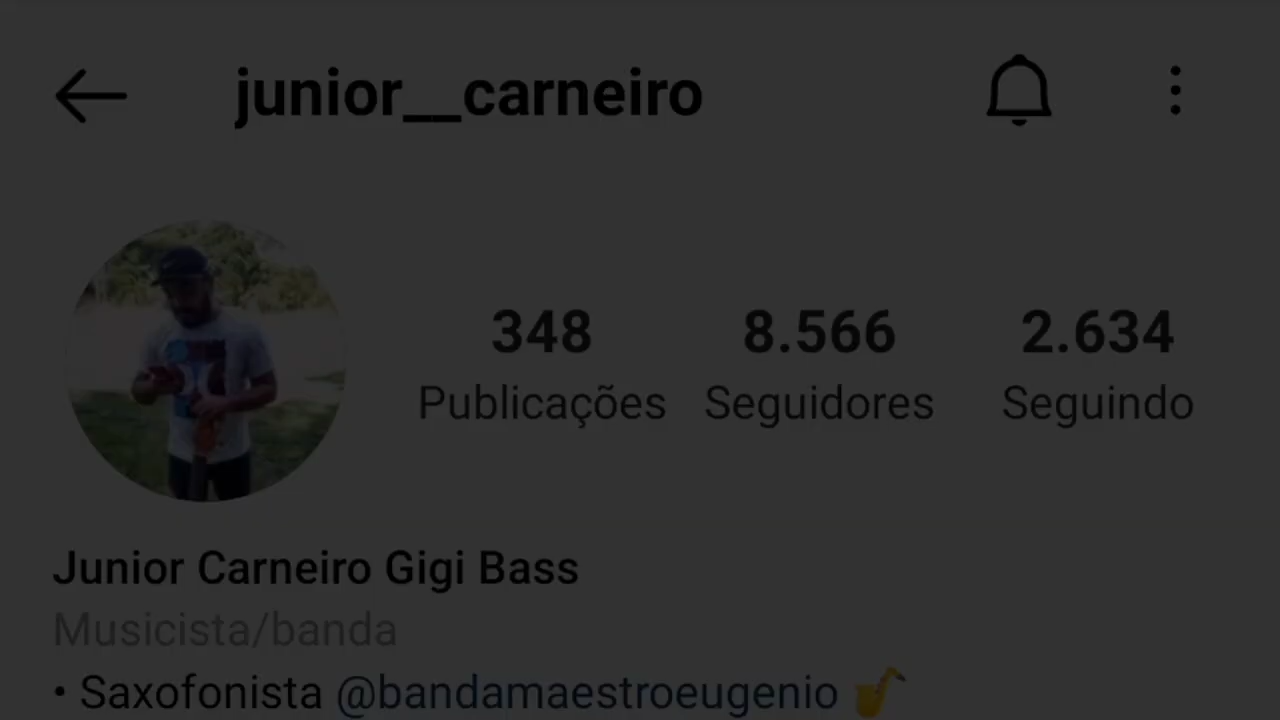 junior__carneiro
348 8.566 2.634
Publicações Seguidores Seguindo
Junior Carneiro Gigi Bass
Musicista/banda
• Saxofonista @bandamaestroeugenio 🎷